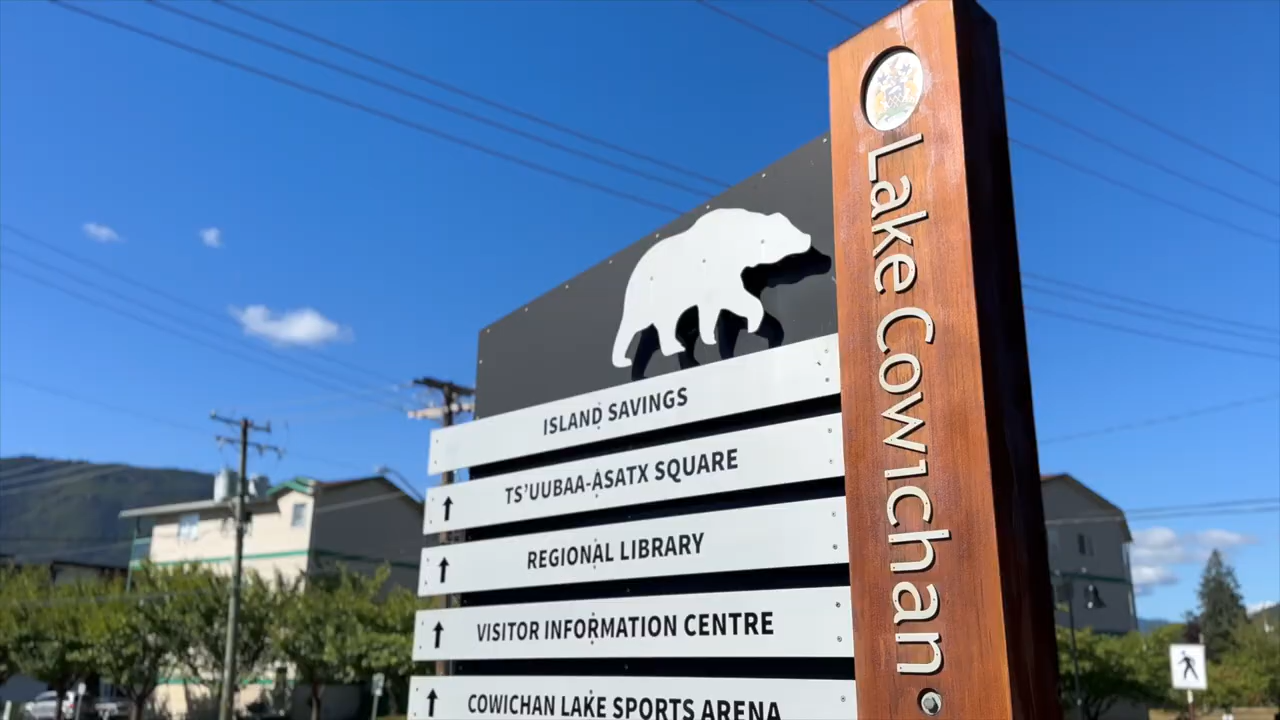 Lake Cowichan
ISLAND SAVINGS
TS'UUBAA-ASATX SQUARE
REGIONAL LIBRARY
VISITOR INFORMATION CENTRE
COWICHAN LAKE SPORTS ARENA